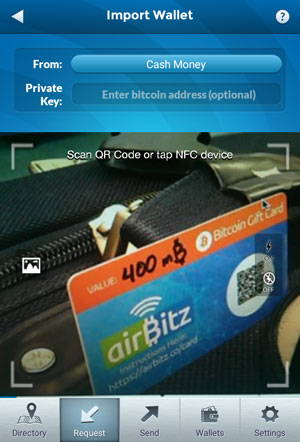 Import Wallet
?
From: Cash Money
Private Key: Enter bitcoin address (optional)
Scan QR Code or tap NFC device
Bitcoin Gift Card
VALUE: 400 m฿
airBitz
Instructions Here:
https://airbitz.co/card
OFF
Directory Request Send Wallets Settings